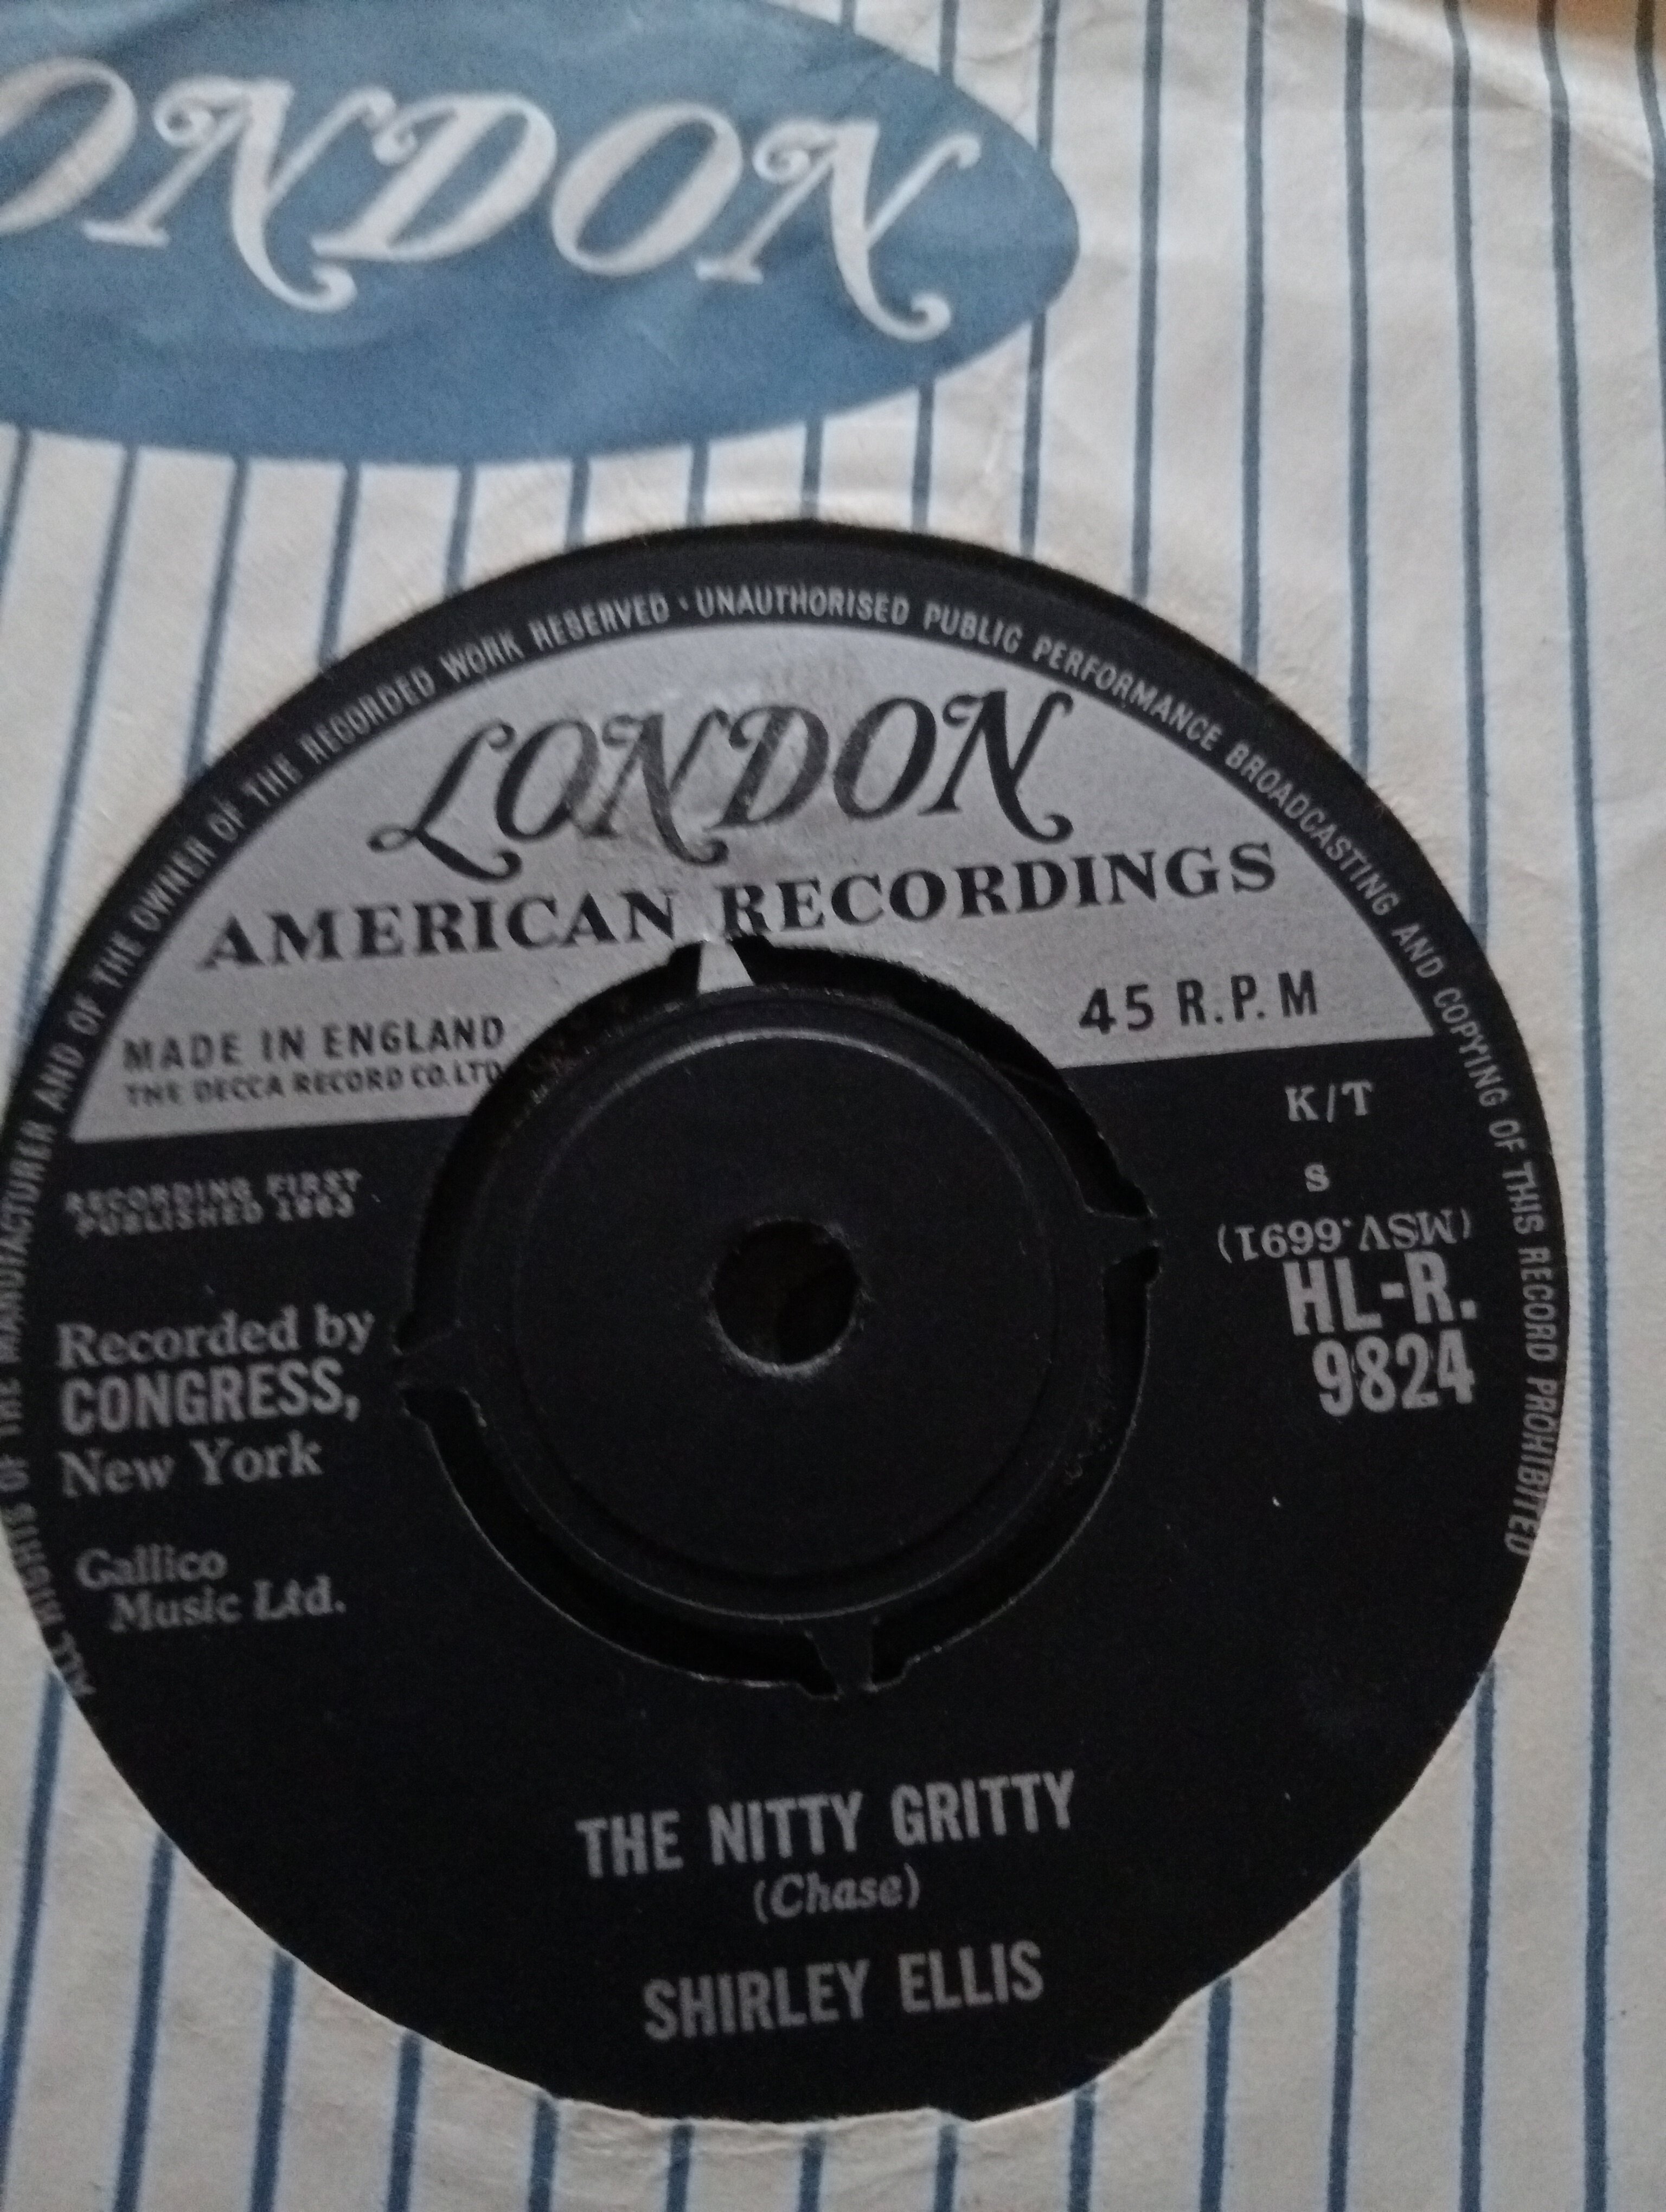 LONDON
ALL RIGHTS OF THE MANUFACTURER AND OF THE OWNER OF THE RECORDED WORK RESERVED · UNAUTHORISED PUBLIC PERFORMANCE BROADCASTING AND COPYING OF THIS RECORD PROHIBITED
LONDON
AMERICAN RECORDINGS
MADE IN ENGLAND
THE DECCA RECORD CO. LTD
45 R.P.M
K/T
S
(MSV.6691)
HL-R.
9824
RECORDING FIRST
PUBLISHED 1963
Recorded by
CONGRESS,
New York
Gallico
Music Ltd.
THE NITTY GRITTY
(Chase)
SHIRLEY ELLIS